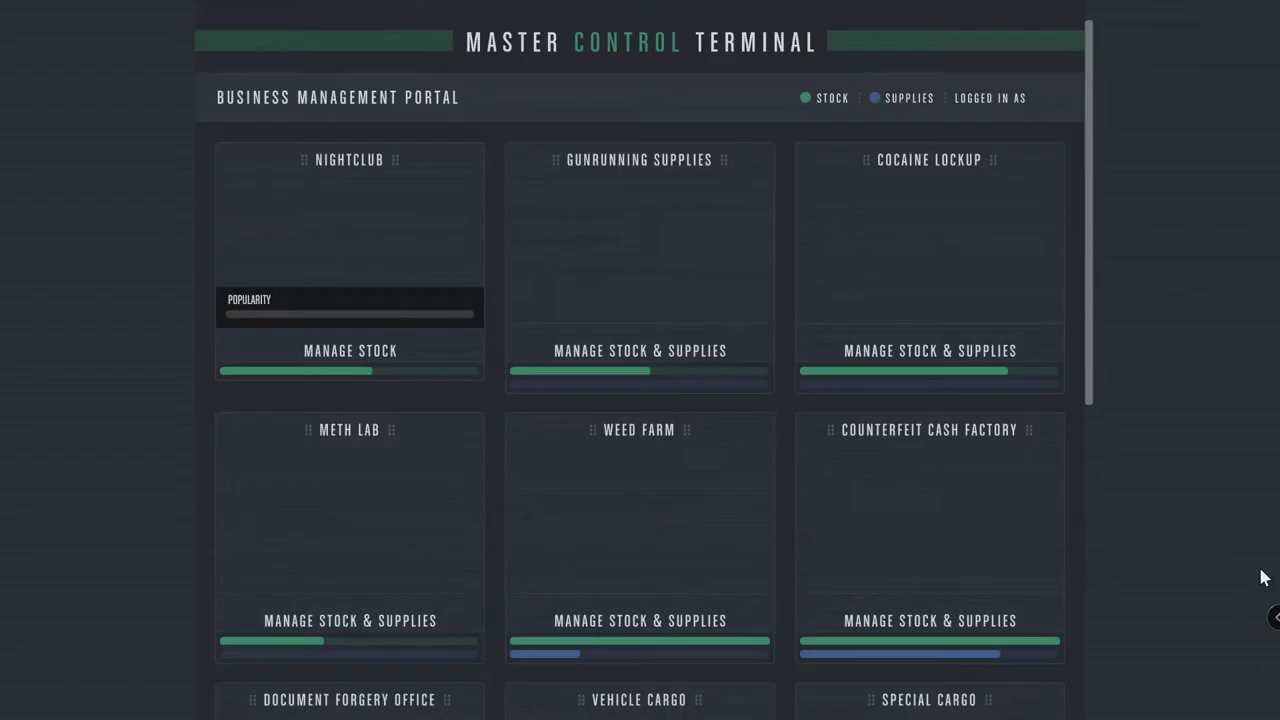 MASTER CONTROL TERMINAL
BUSINESS MANAGEMENT PORTAL
STOCK
SUPPLIES
LOGGED IN AS
NIGHTCLUB
GUNRUNNING SUPPLIES
COCAINE LOCKUP
POPULARITY
MANAGE STOCK
MANAGE STOCK & SUPPLIES
MANAGE STOCK & SUPPLIES
METH LAB
WEED FARM
COUNTERFEIT CASH FACTORY
MANAGE STOCK & SUPPLIES
MANAGE STOCK & SUPPLIES
MANAGE STOCK & SUPPLIES
DOCUMENT FORGERY OFFICE
VEHICLE CARGO
SPECIAL CARGO